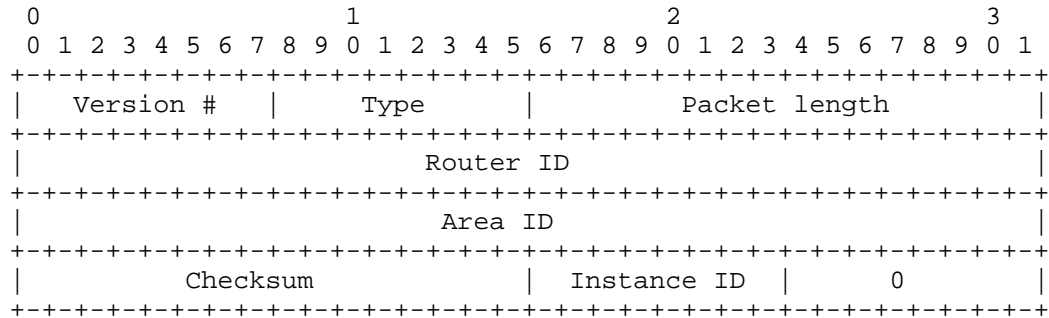 0                   1                   2                   3
 0 1 2 3 4 5 6 7 8 9 0 1 2 3 4 5 6 7 8 9 0 1 2 3 4 5 6 7 8 9 0 1
+-+-+-+-+-+-+-+-+-+-+-+-+-+-+-+-+-+-+-+-+-+-+-+-+-+-+-+-+-+-+-+-+
|   Version #   |     Type      |         Packet length         |
+-+-+-+-+-+-+-+-+-+-+-+-+-+-+-+-+-+-+-+-+-+-+-+-+-+-+-+-+-+-+-+-+
|                         Router ID                             |
+-+-+-+-+-+-+-+-+-+-+-+-+-+-+-+-+-+-+-+-+-+-+-+-+-+-+-+-+-+-+-+-+
|                          Area ID                              |
+-+-+-+-+-+-+-+-+-+-+-+-+-+-+-+-+-+-+-+-+-+-+-+-+-+-+-+-+-+-+-+-+
|          Checksum             |  Instance ID  |      0        |
+-+-+-+-+-+-+-+-+-+-+-+-+-+-+-+-+-+-+-+-+-+-+-+-+-+-+-+-+-+-+-+-+